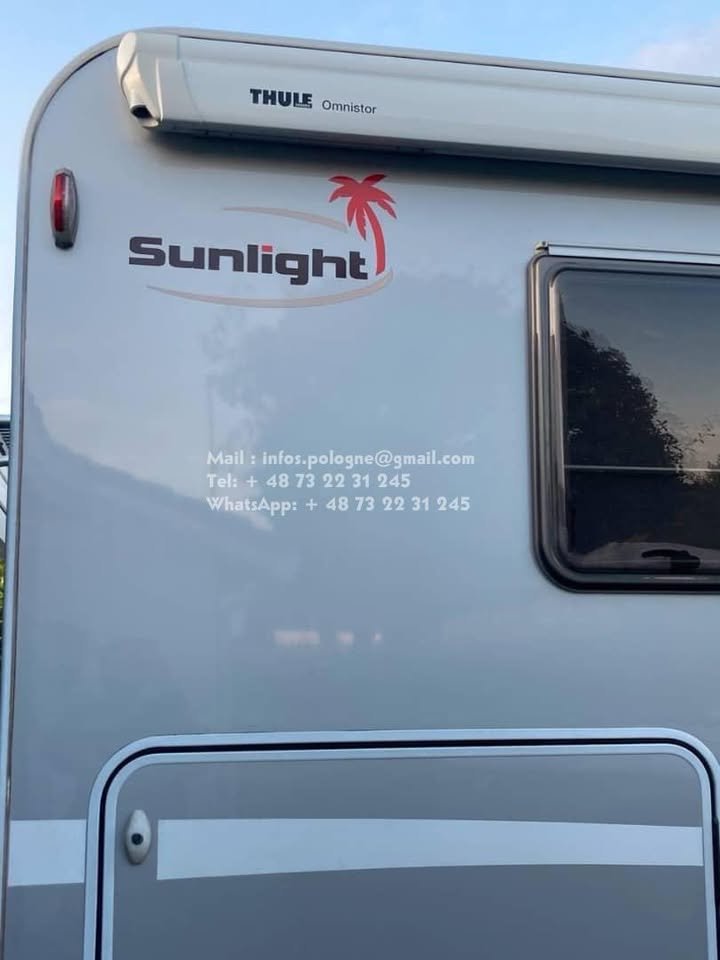 THULE Omnistor
Sunlight
Mail : infos.pologne@gmail.com
Tel: + 48 73 22 31 245
WhatsApp: + 48 73 22 31 245